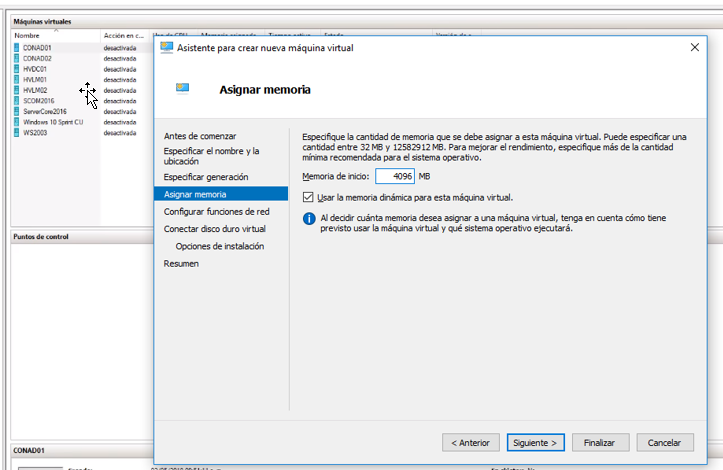 Máquinas virtuales
Nombre
Acción en c...
CONAD01 desactivada
CONAD02 desactivada
HVDC01 desactivada
HVLM01 desactivada
HVLM02 desactivada
SCOM2016 desactivada
ServerCore2016 desactivada
Windows 10 Sprint CU desactivada
WS2003 desactivada
Puntos de control
CONAD01
Asistente para crear nueva máquina virtual
Asignar memoria
Antes de comenzar
Especificar el nombre y la
ubicación
Especificar generación
Asignar memoria
Configurar funciones de red
Conectar disco duro virtual
Opciones de instalación
Resumen
Especifique la cantidad de memoria que se debe asignar a esta máquina virtual. Puede especificar una
cantidad entre 32 MB y 12582912 MB. Para mejorar el rendimiento, especifique más de la cantidad
mínima recomendada para el sistema operativo.
Memoria de inicio: 4096 MB
Usar la memoria dinámica para esta máquina virtual.
Al decidir cuánta memoria desea asignar a una máquina virtual, tenga en cuenta cómo tiene
previsto usar la máquina virtual y qué sistema operativo ejecutará.
< Anterior
Siguiente >
Finalizar
Cancelar